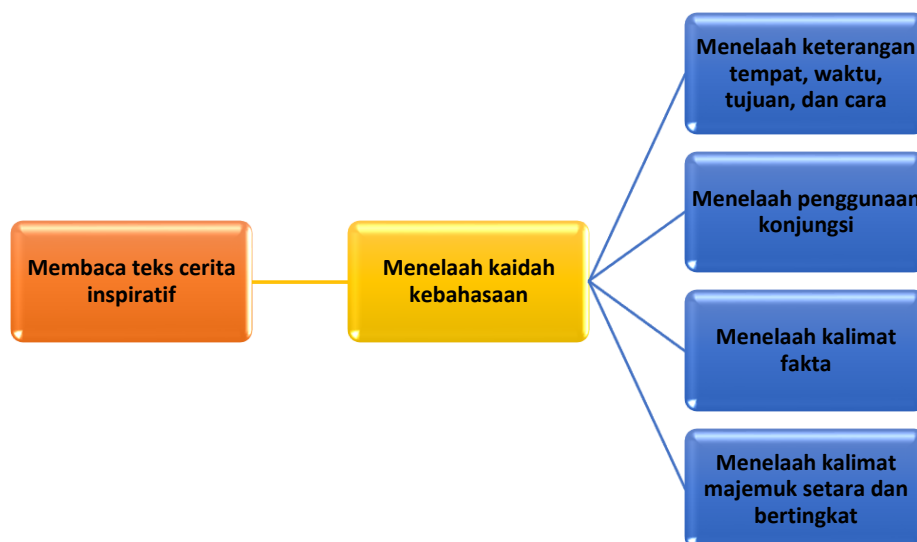 Membaca teks cerita
inspiratif
Menelaah kaidah
kebahasaan
Menelaah keterangan
tempat, waktu,
tujuan, dan cara
Menelaah penggunaan
konjungsi
Menelaah kalimat
fakta
Menelaah kalimat
majemuk setara dan
bertingkat